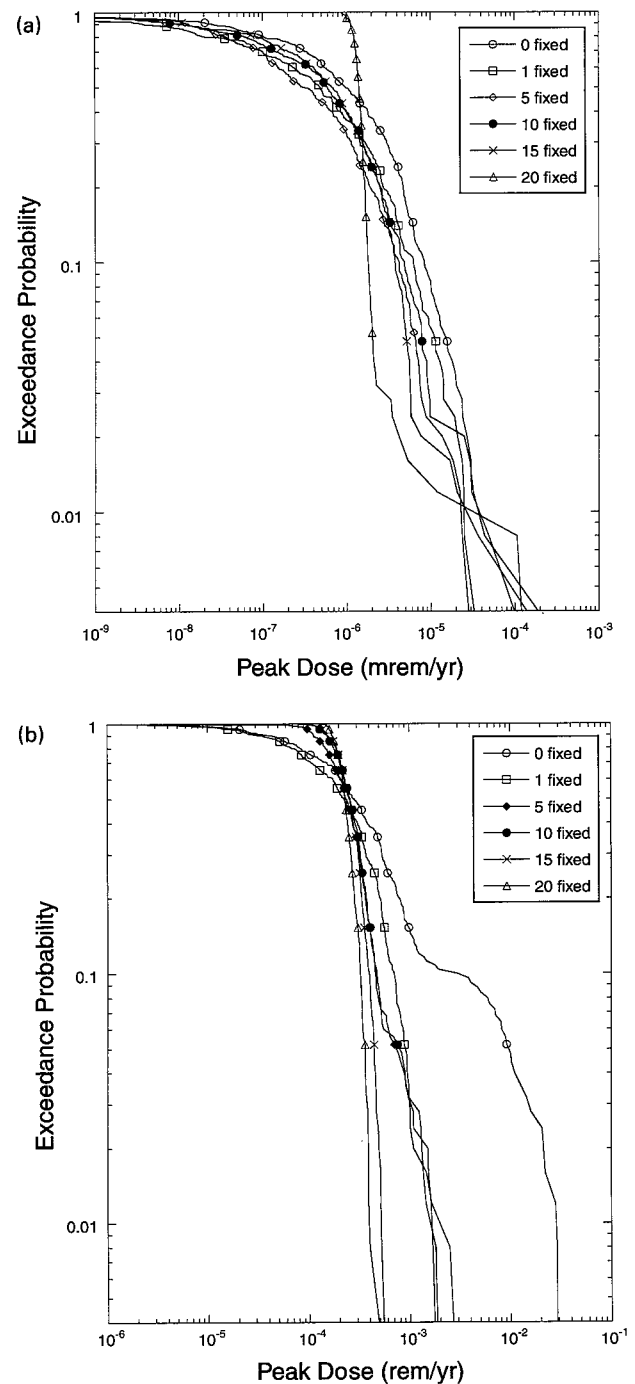 (a)
0 fixed
1 fixed
5 fixed
10 fixed
15 fixed
20 fixed
1
0.1
0.01
Exceedance Probability
10⁻⁹ 10⁻⁸ 10⁻⁷ 10⁻⁶ 10⁻⁵ 10⁻⁴ 10⁻³
Peak Dose (mrem/yr)
(b)
0 fixed
1 fixed
5 fixed
10 fixed
15 fixed
20 fixed
1
0.1
0.01
Exceedance Probability
10⁻⁶ 10⁻⁵ 10⁻⁴ 10⁻³ 10⁻² 10⁻¹
Peak Dose (rem/yr)